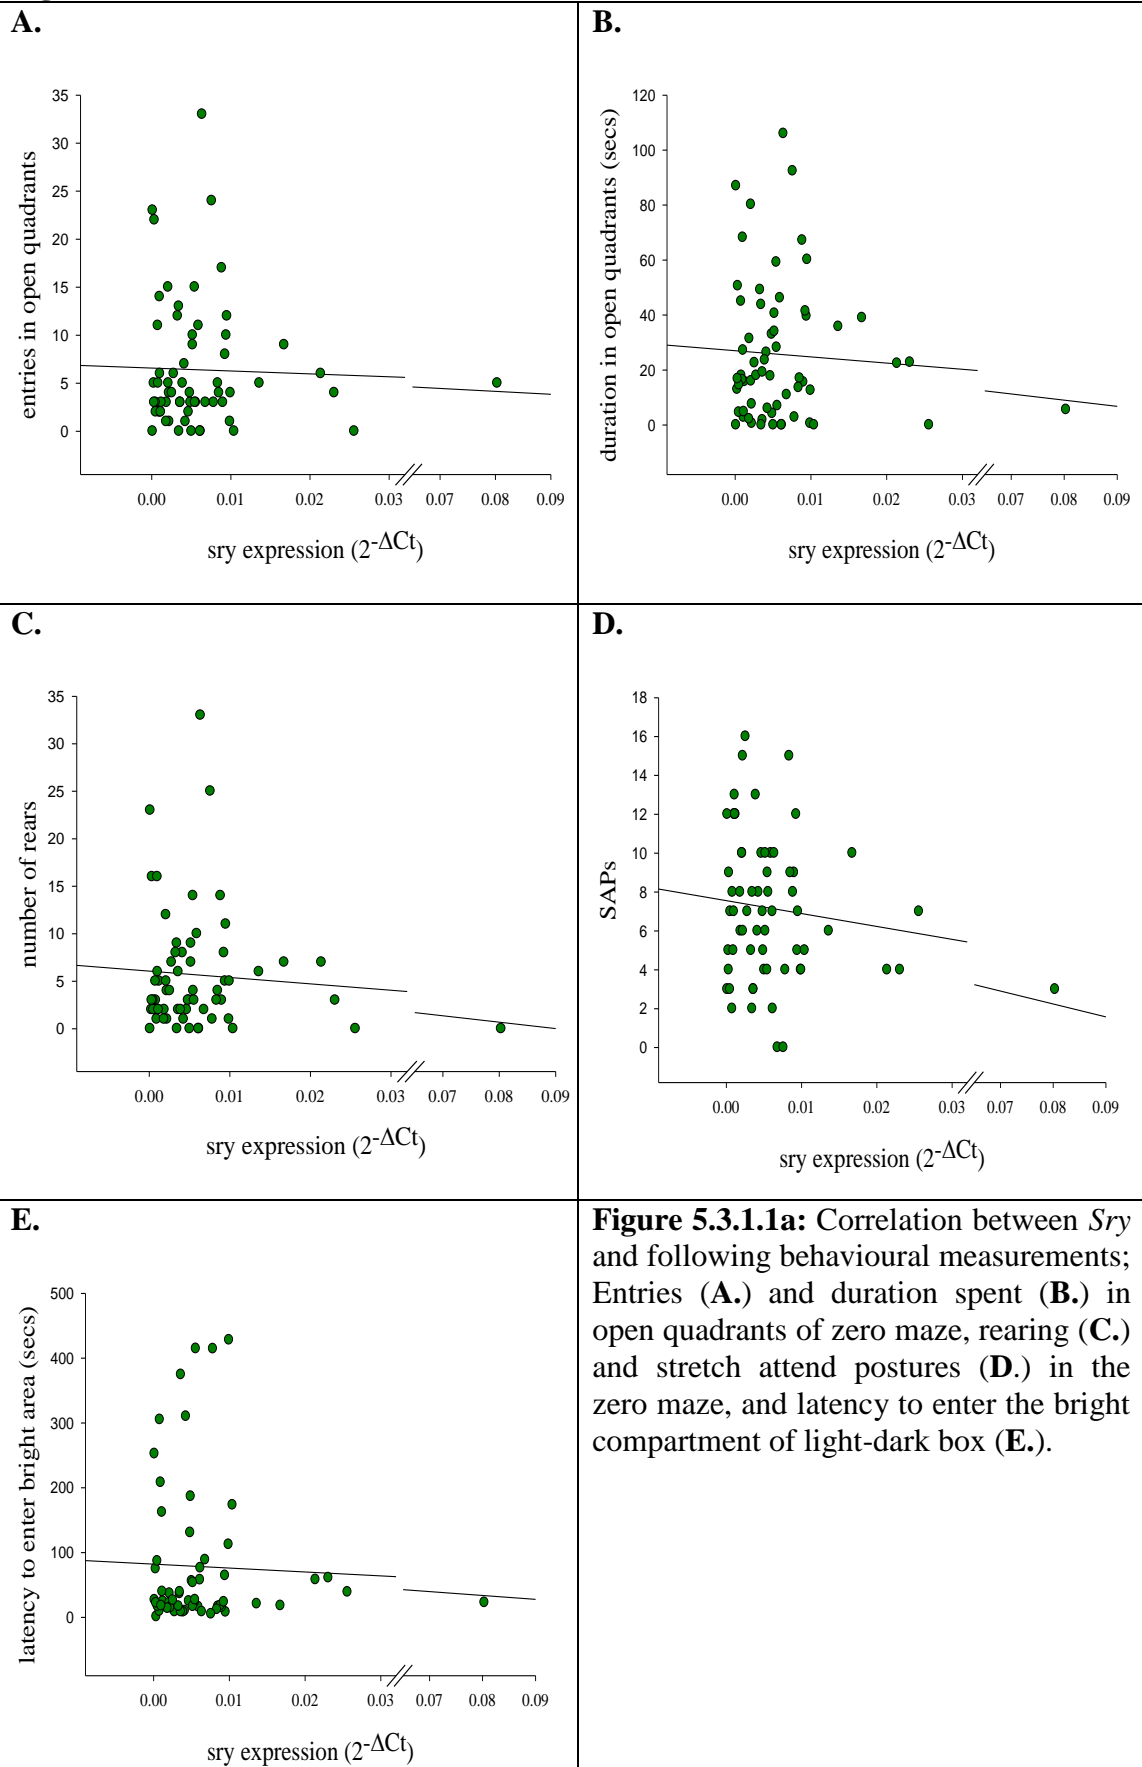 A.
35
30
25
20
15
10
5
0
entries in open quadrants
0.00 0.01 0.02 0.03 0.07 0.08 0.09
sry expression (2-ΔCt)
B.
120
100
80
60
40
20
0
duration in open quadrants (secs)
0.00 0.01 0.02 0.03 0.07 0.08 0.09
sry expression (2-ΔCt)
C.
35
30
25
20
15
10
5
0
number of rears
0.00 0.01 0.02 0.03 0.07 0.08 0.09
sry expression (2-ΔCt)
D.
18
16
14
12
10
8
6
4
2
0
SAPs
0.00 0.01 0.02 0.03 0.07 0.08 0.09
sry expression (2-ΔCt)
E.
500
400
300
200
100
0
latency to enter bright area (secs)
0.00 0.01 0.02 0.03 0.07 0.08 0.09
sry expression (2-ΔCt)
Figure 5.3.1.1a: Correlation between Sry
and following behavioural measurements;
Entries (A.) and duration spent (B.) in
open quadrants of zero maze, rearing (C.)
and stretch attend postures (D.) in the
zero maze, and latency to enter the bright
compartment of light-dark box (E.).